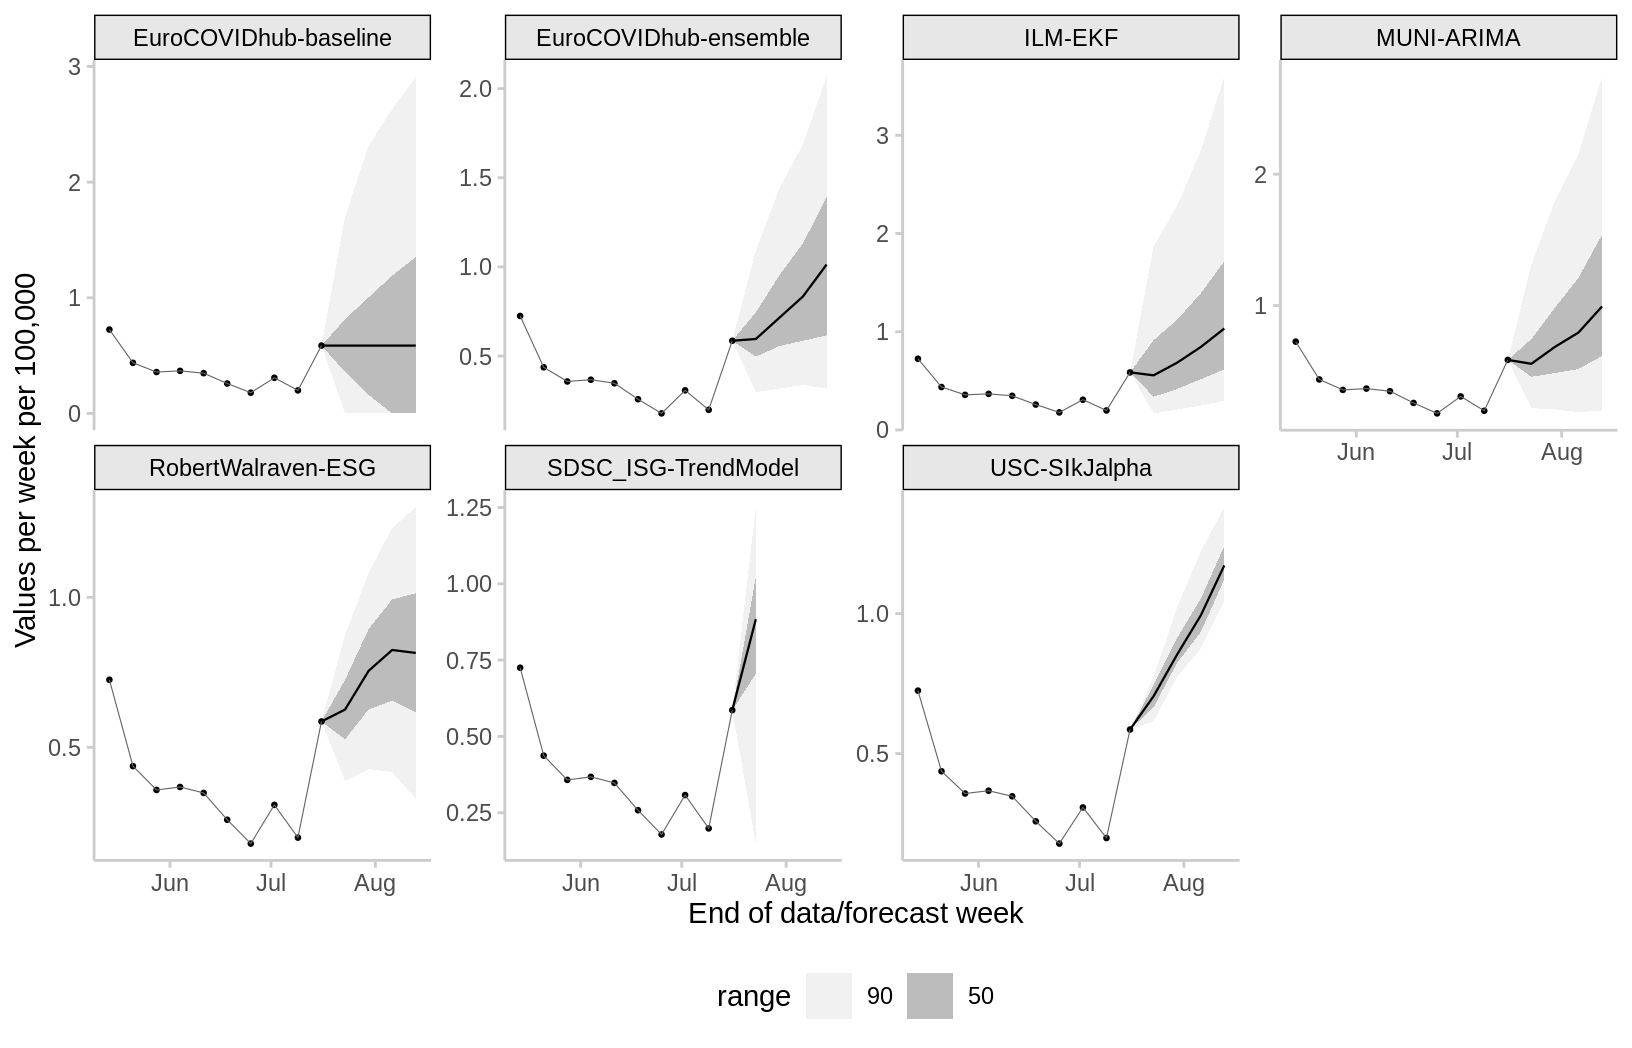 EuroCOVIDhub-baseline
EuroCOVIDhub-ensemble
ILM-EKF
MUNI-ARIMA
3
2
1
0
2.0
1.5
1.0
0.5
3
2
1
0
2
1
Jun Jul Aug
Values per week per 100,000
RobertWalraven-ESG
SDSC_ISG-TrendModel
USC-SIkJalpha
1.0
0.5
1.25
1.00
0.75
0.50
0.25
1.0
0.5
Jun Jul Aug
Jun Jul Aug
Jun Jul Aug
End of data/forecast week
range 90 50